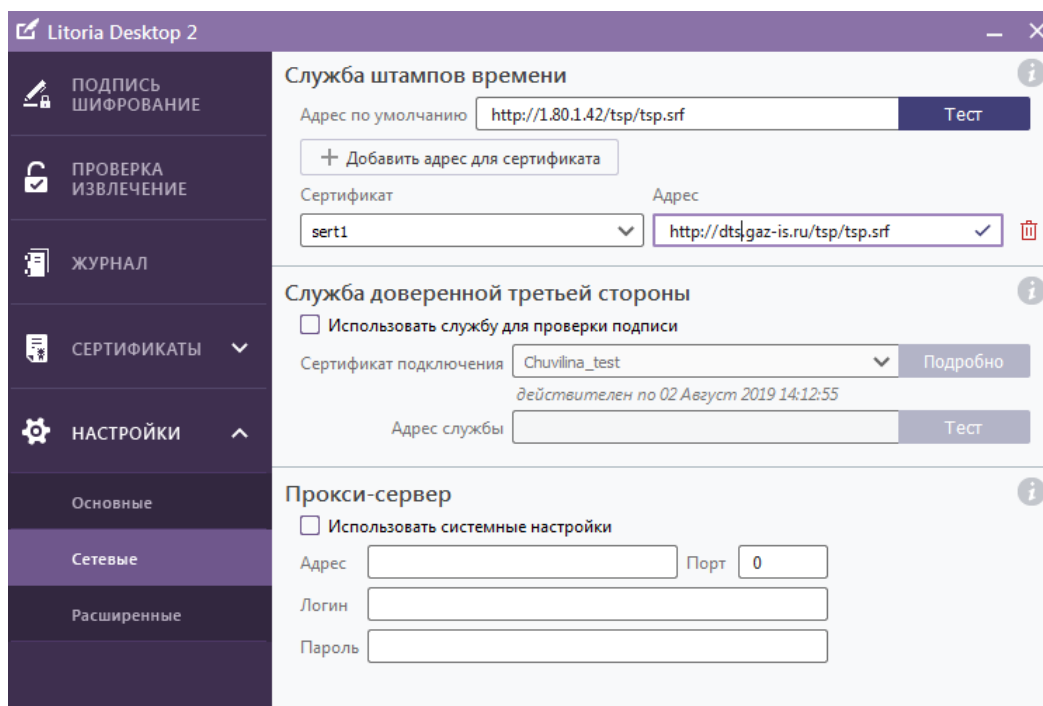 Litoria Desktop 2
ПОДПИСЬ
ШИФРОВАНИЕ
ПРОВЕРКА
ИЗВЛЕЧЕНИЕ
ЖУРНАЛ
СЕРТИФИКАТЫ
НАСТРОЙКИ
Основные
Сетевые
Расширенные
Служба штампов времени
Адрес по умолчанию http://1.80.1.42/tsp/tsp.srf Тест
+ Добавить адрес для сертификата
Сертификат Адрес
sert1 http://dts.gaz-is.ru/tsp/tsp.srf
Служба доверенной третьей стороны
Использовать службу для проверки подписи
Сертификат подключения Chuvilina_test Подробно
действителен по 02 Август 2019 14:12:55
Адрес службы Тест
Прокси-сервер
Использовать системные настройки
Адрес Порт 0
Логин
Пароль